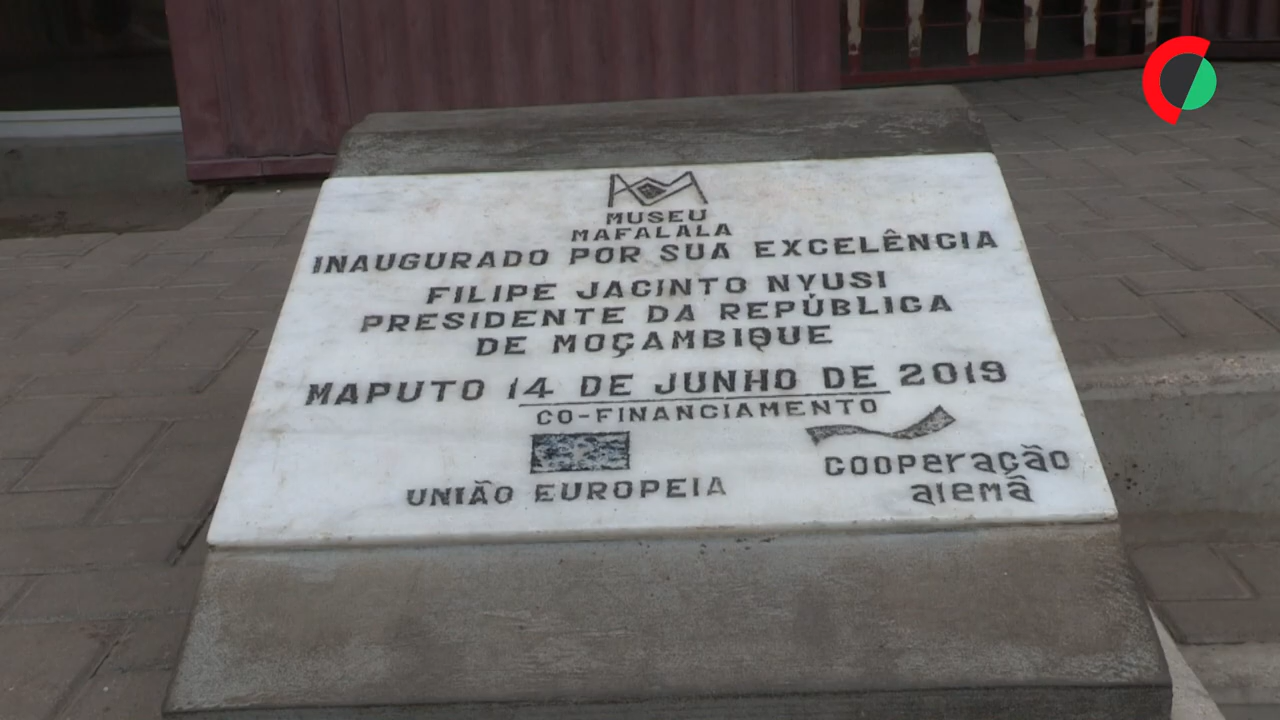 MUSEU
MAFALALA
INAUGURADO POR SUA EXCELÊNCIA
FILIPE JACINTO NYUSI
PRESIDENTE DA REPÚBLICA
DE MOÇAMBIQUE
MAPUTO 14 DE JUNHO DE 2019
CO-FINANCIAMENTO
UNIÃO EUROPEIA
cooperação
alemã